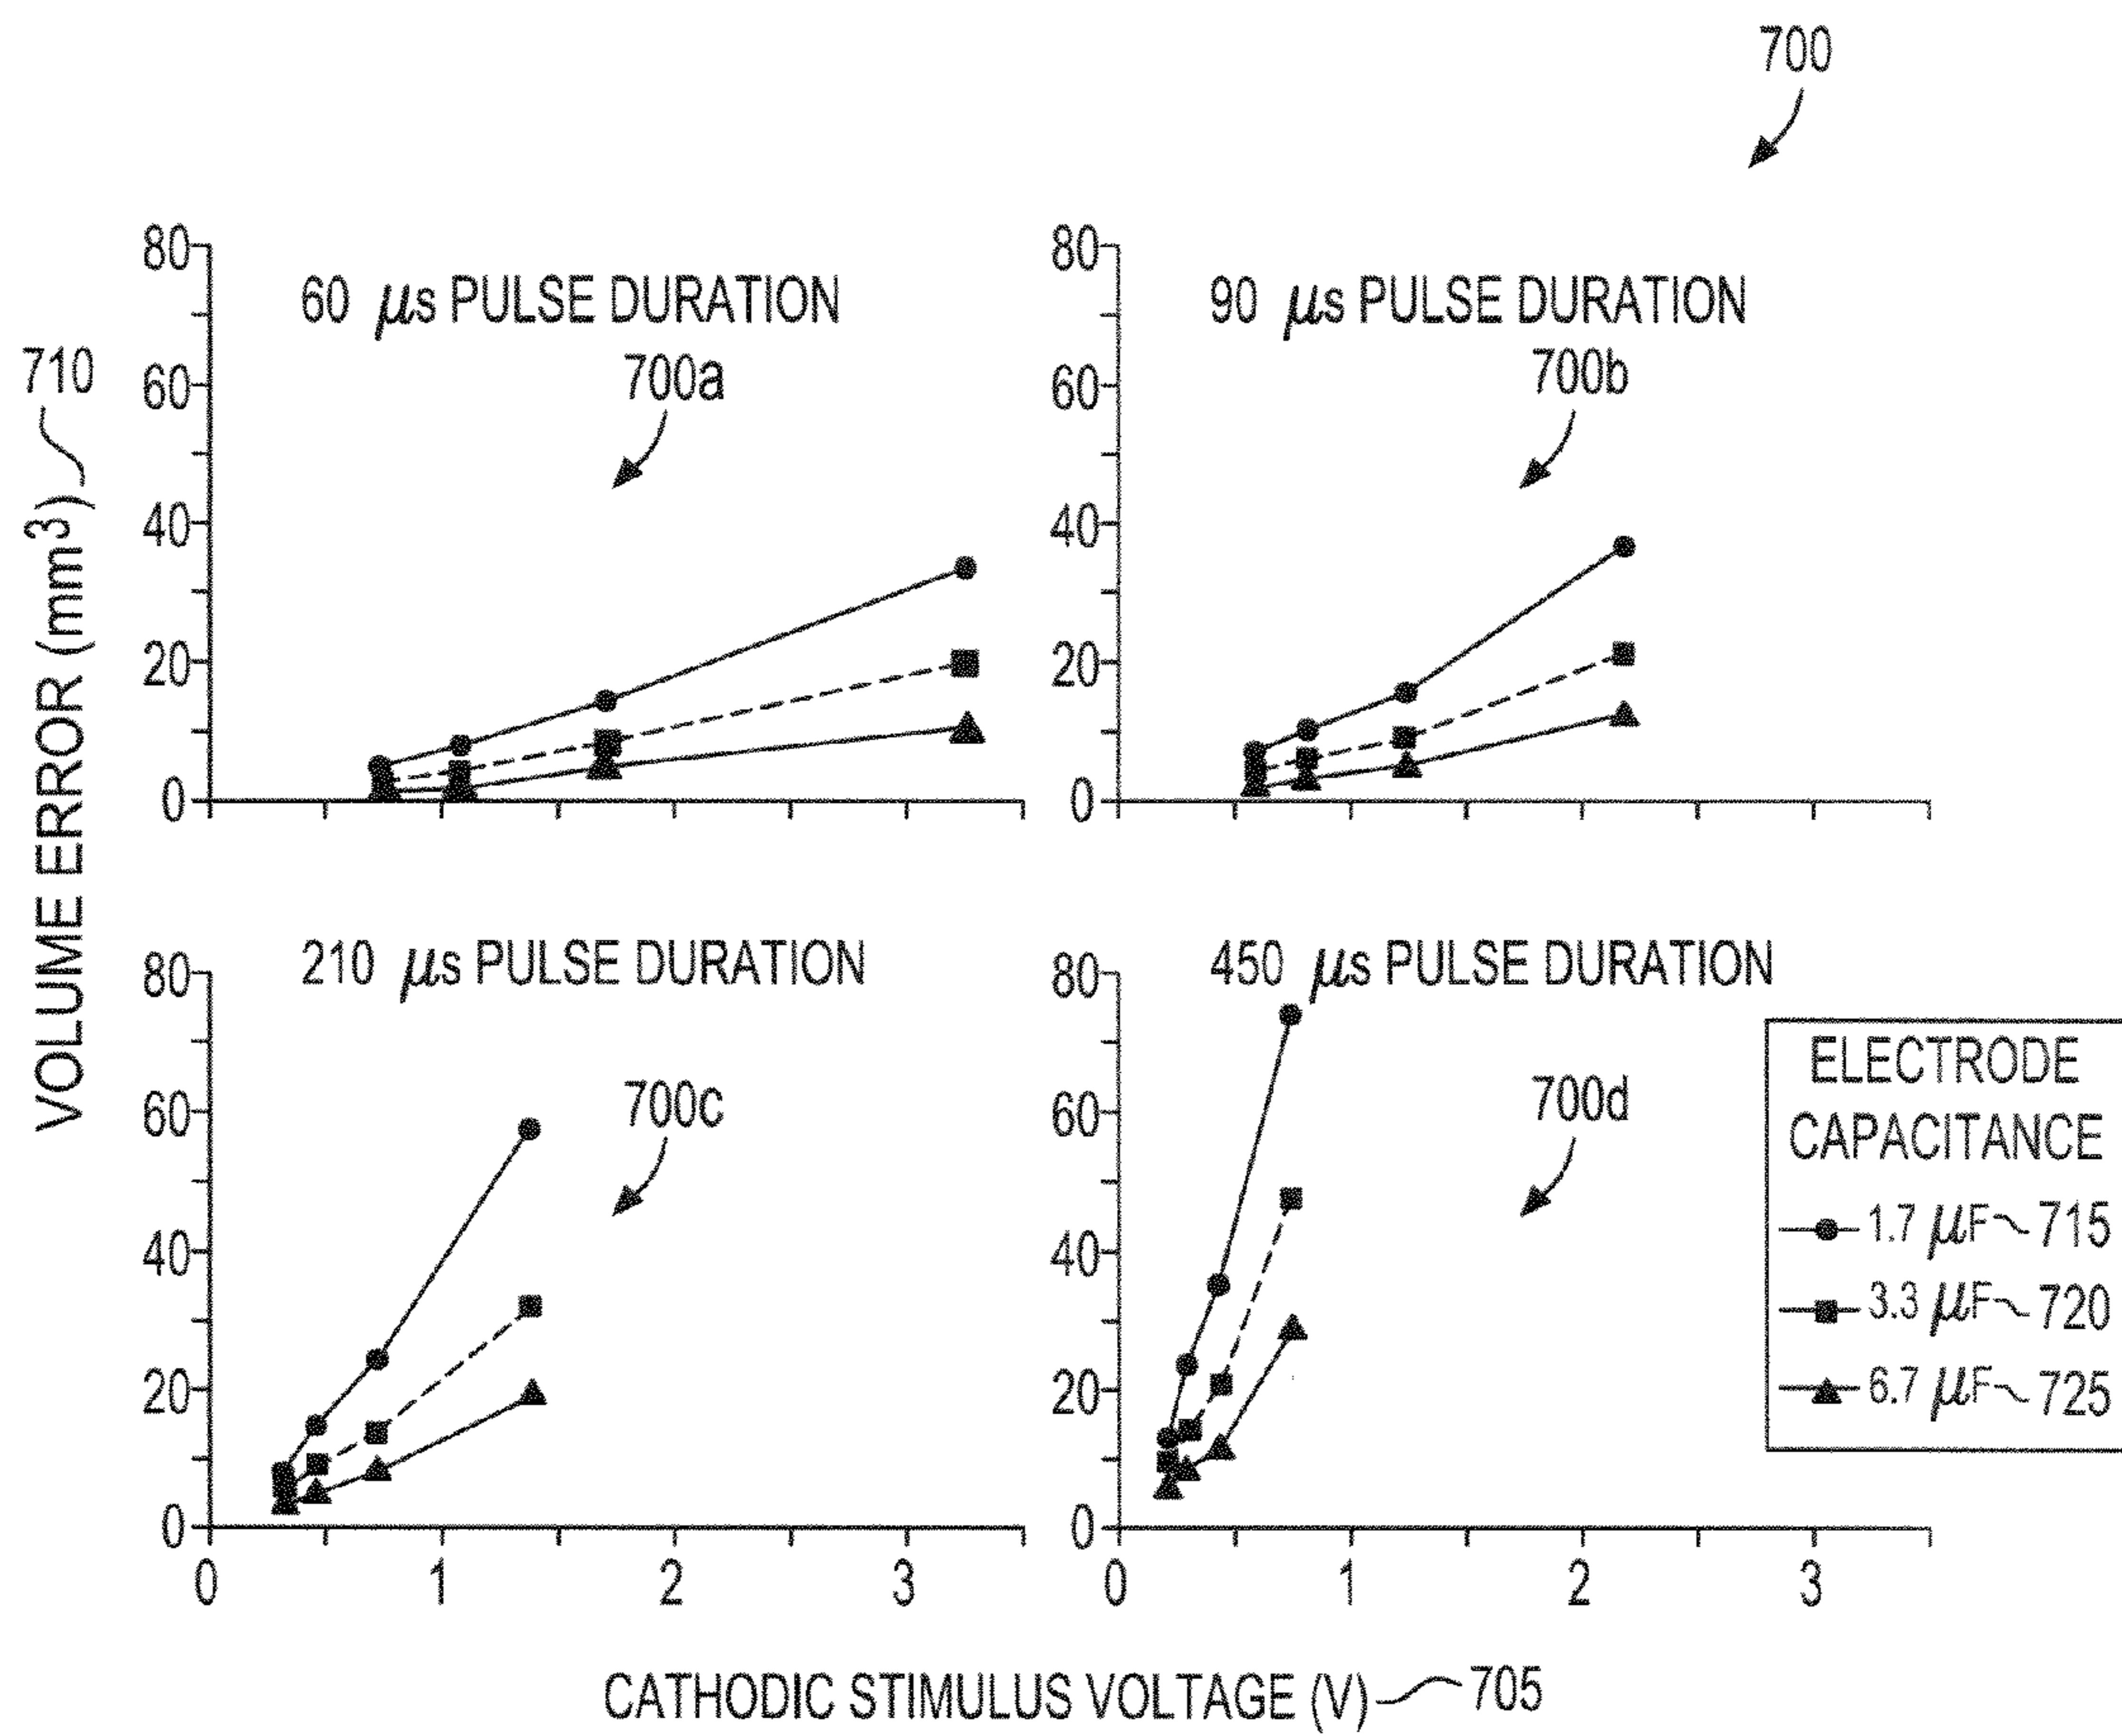 700
80
60
40
20
0
60 μs PULSE DURATION
700a
80
60
40
20
0
90 μs PULSE DURATION
700b
710
VOLUME ERROR (mm³)
80
60
40
20
0
210 μs PULSE DURATION
700c
0 1 2 3
80
60
40
20
0
450 μs PULSE DURATION
700d
0 1 2 3
ELECTRODE
CAPACITANCE
1.7 μF 715
3.3 μF 720
6.7 μF 725
CATHODIC STIMULUS VOLTAGE (V) 705